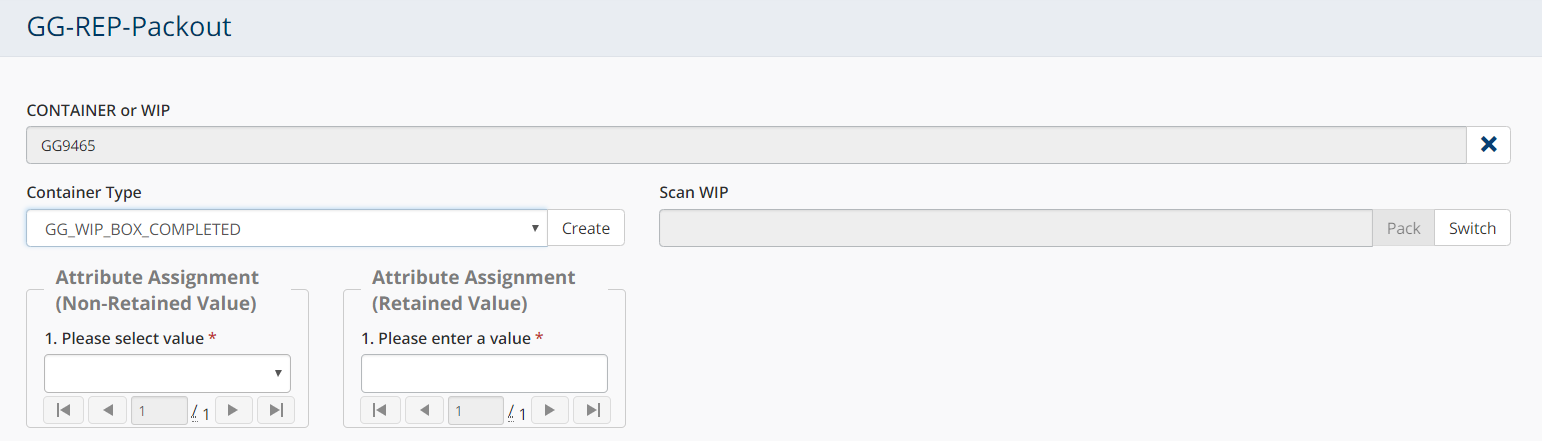 GG-REP-Packout
CONTAINER or WIP
GG9465
Container Type
Scan WIP
GG_WIP_BOX_COMPLETED
Create
Pack
Switch
Attribute Assignment
(Non-Retained Value)
Attribute Assignment
(Retained Value)
1. Please select value *
1. Please enter a value *
1 / 1
1 / 1